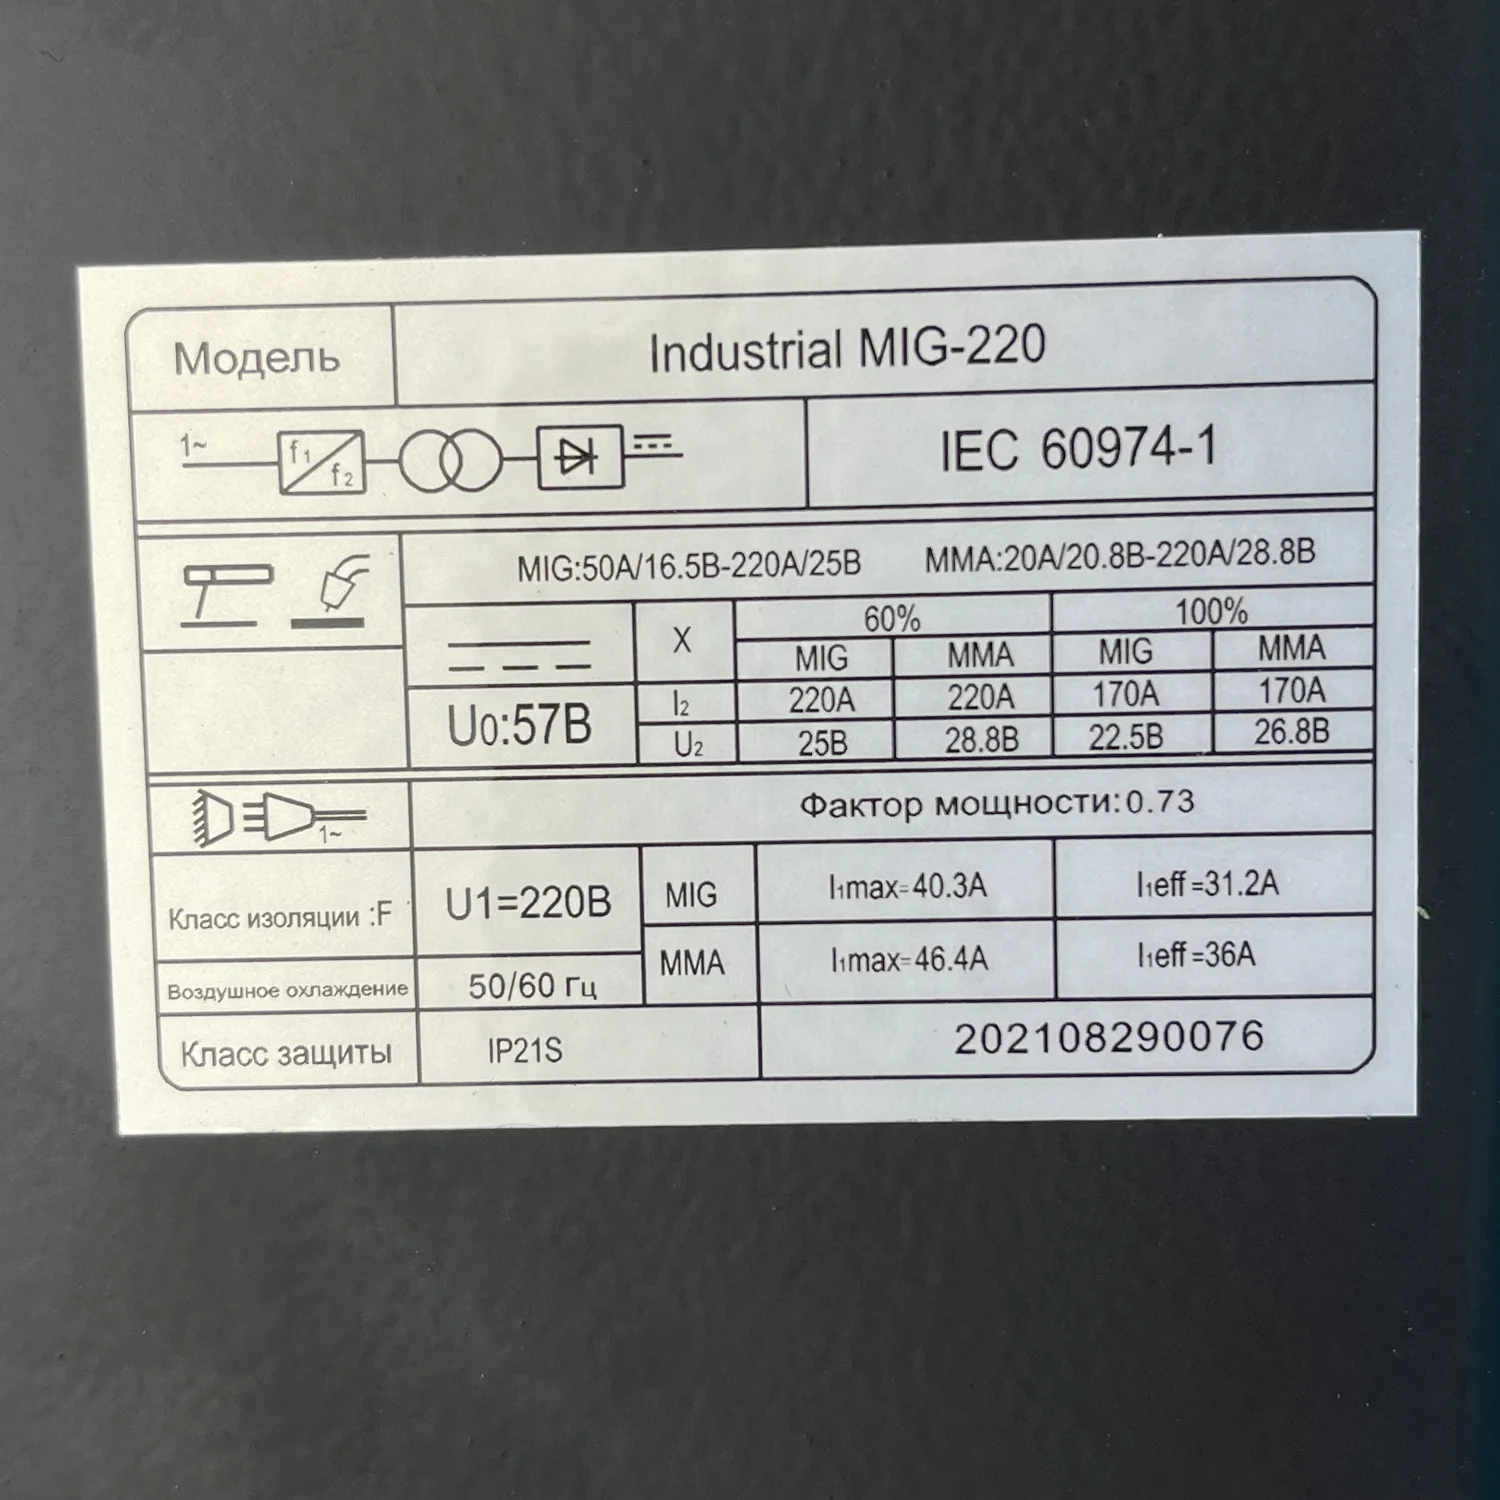 Модель Industrial MIG-220
1~ f1 f2 IEC 60974-1
MIG:50A/16.5B-220A/25B MMA:20A/20.8B-220A/28.8B
X 60% 100%
MIG MMA MIG MMA
U0:57B I2 220A 220A 170A 170A
U2 25B 28.8B 22.5B 26.8B
1~ Фактор мощности:0.73
Класс изоляции :F U1=220B MIG I1max=40.3A I1eff=31.2A
MMA I1max=46.4A I1eff=36A
Воздушное охлаждение 50/60 Гц
Класс защиты IP21S 202108290076